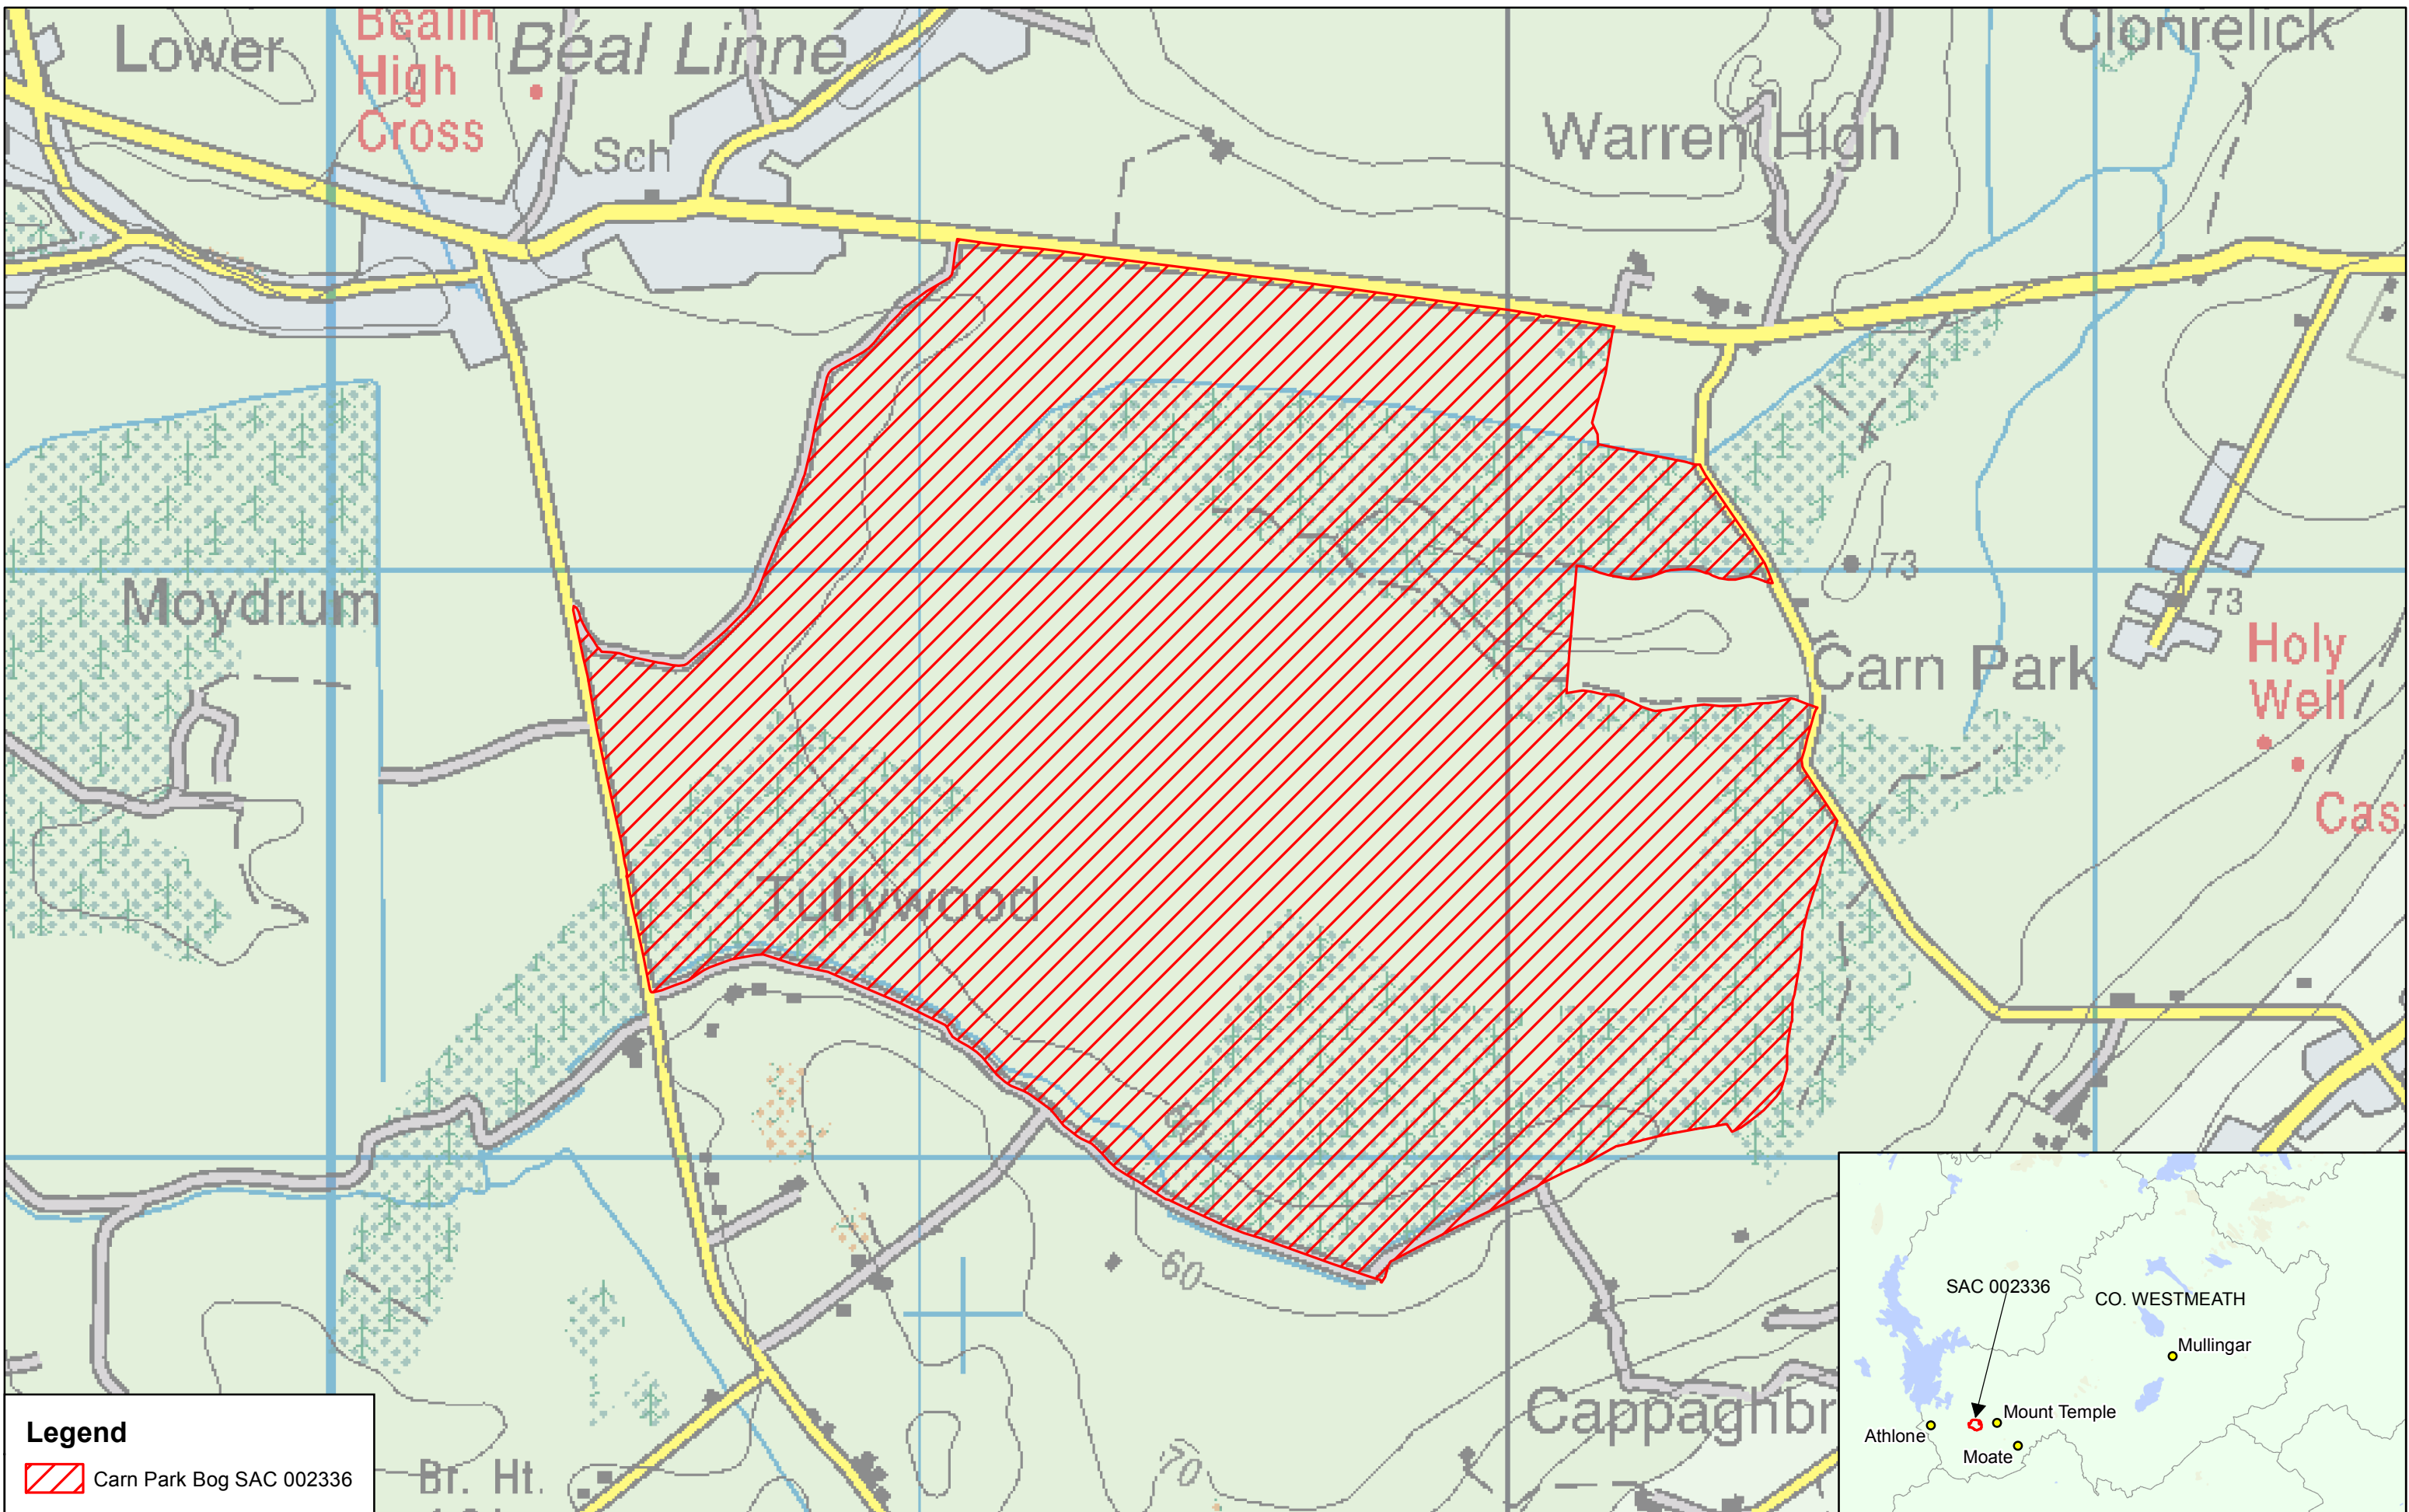 Lower
Bealin
High
Cross
Béal Linne
Sch
Clonrelick
Warren High
Moydrum
73
73
Carn Park
Holy
Well
Cas
Tullywood
60
60
Cappaghbr
70
Br. Ht.
Legend
Carn Park Bog SAC 002336
SAC 002336
CO. WESTMEATH
Mullingar
Mount Temple
Athlone
Moate